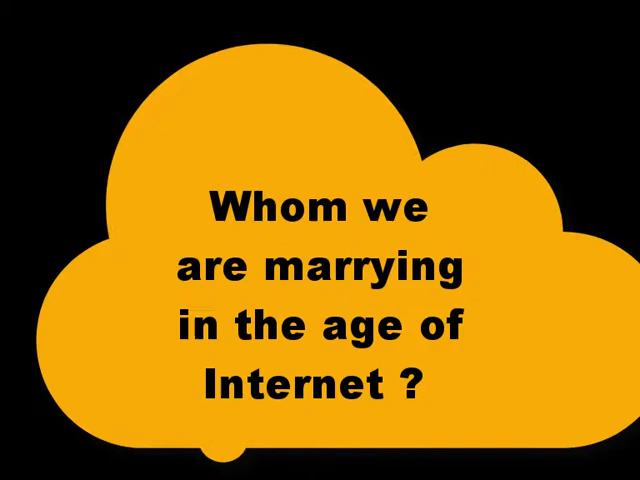 Whom we
are marrying
in the age of
Internet ?